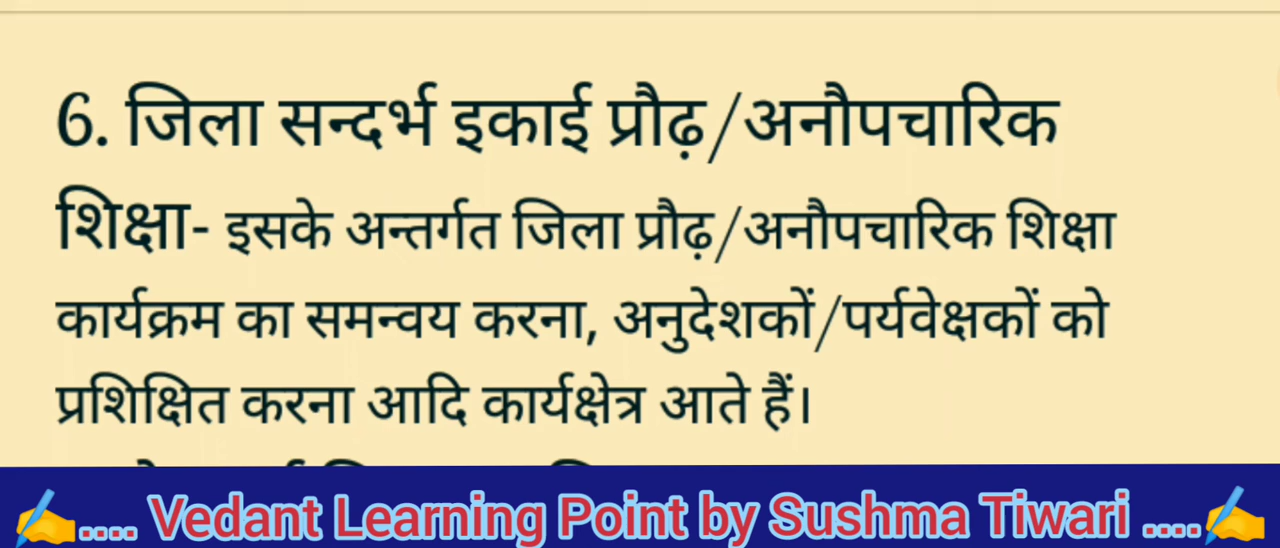 6. जिला सन्दर्भ इकाई प्रौढ़/अनौपचारिक
शिक्षा- इसके अन्तर्गत जिला प्रौढ़/अनौपचारिक शिक्षा
कार्यक्रम का समन्वय करना, अनुदेशकों/पर्यवेक्षकों को
प्रशिक्षित करना आदि कार्यक्षेत्र आते हैं।
✍️.... Vedant Learning Point by Sushma Tiwari ....✍️